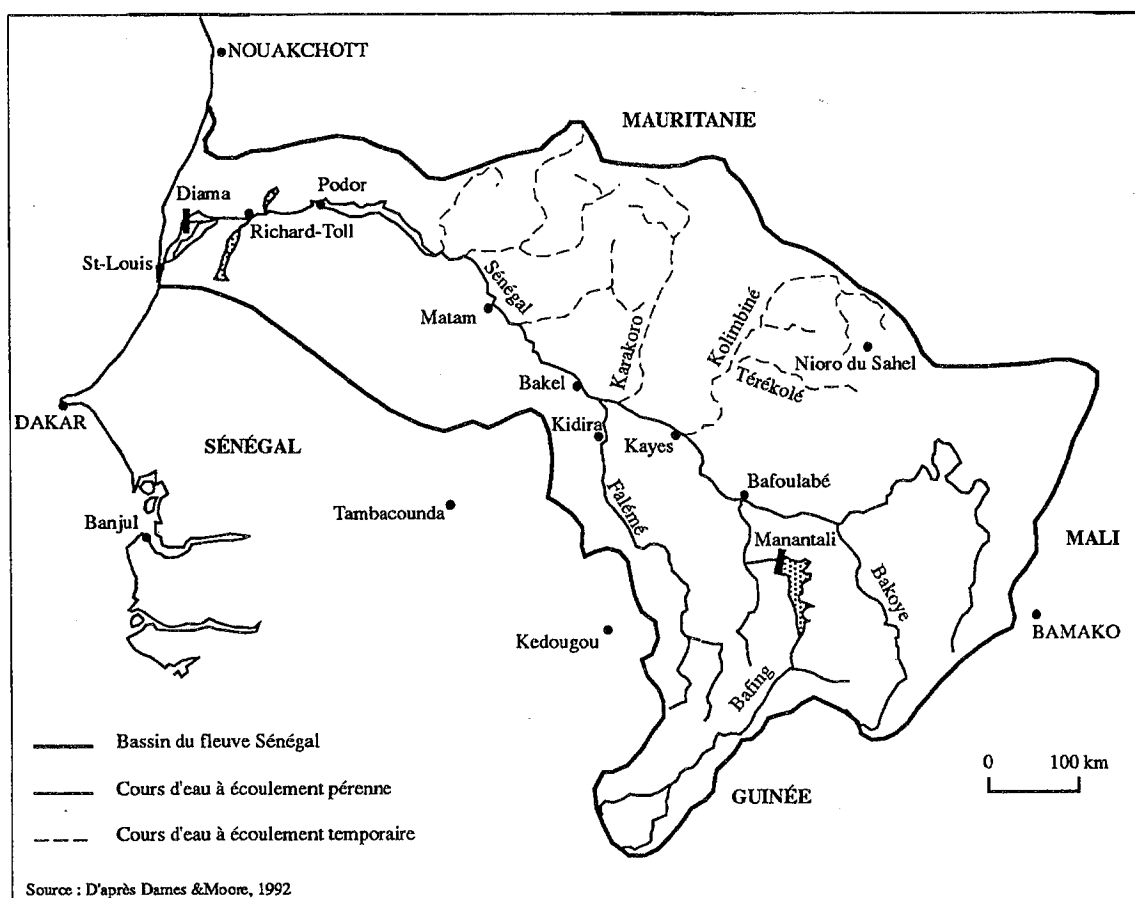 NOUAKCHOTT
MAURITANIE
Diama
Podor
Richard-Toll
St-Louis
Sénégal
Matam
Karakoro
Kolimbiné
Térékolé
Nioro du Sahel
Bakel
DAKAR
SÉNÉGAL
Kidira
Kayes
Falémé
Bafoulabé
Banjul
Tambacounda
Manantali
MALI
Bakoye
BAMAKO
Kedougou
Bafing
GUINÉE
Bassin du fleuve Sénégal
Cours d'eau à écoulement pérenne
Cours d'eau à écoulement temporaire
0 100 km
Source : D'après Dames &Moore, 1992